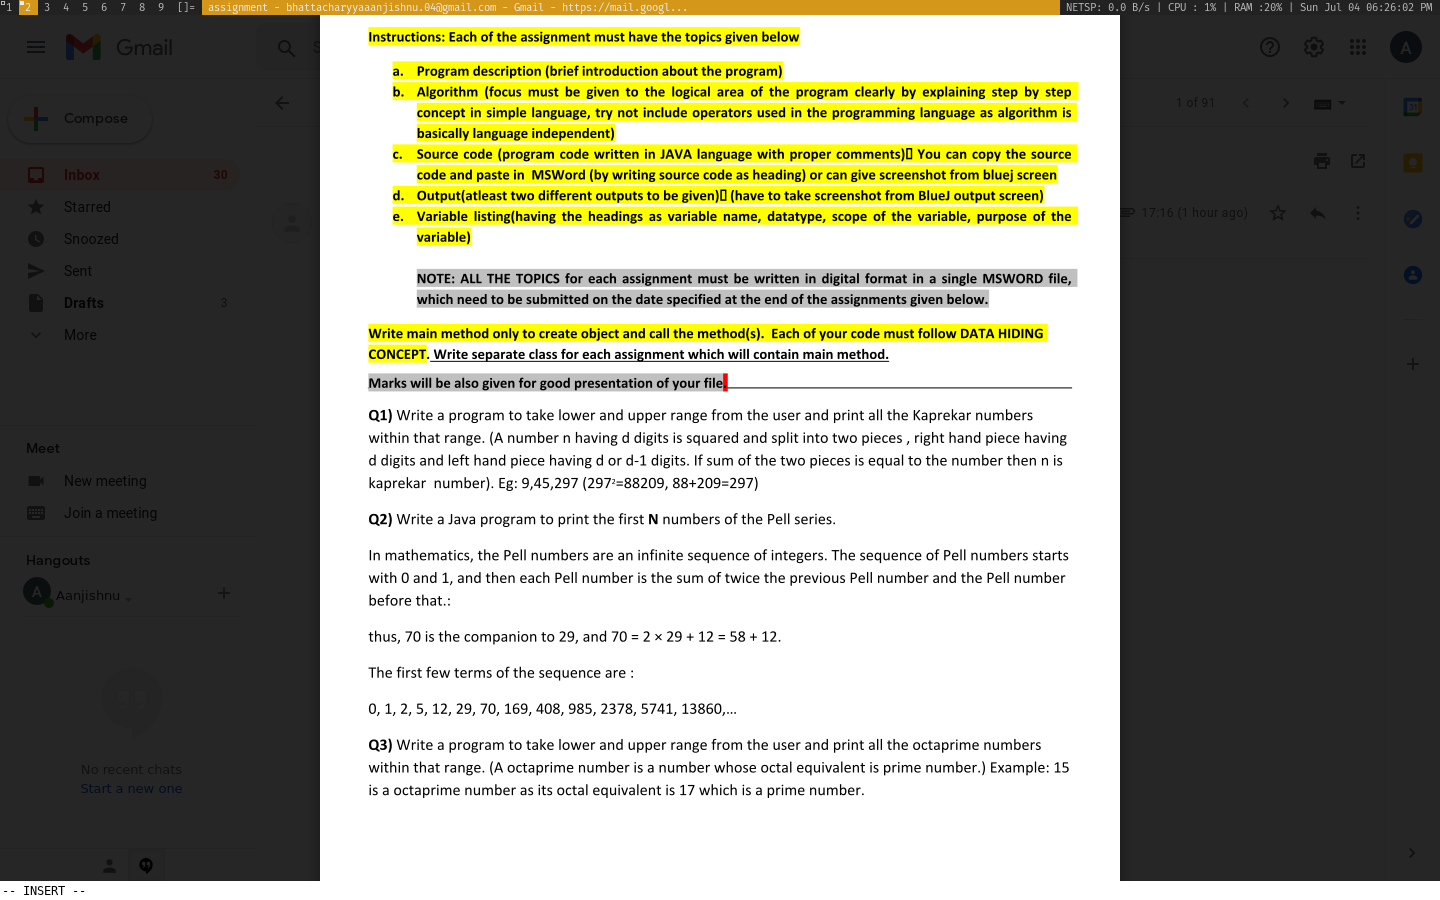 1 2 3 4 5 6 7 8 9 []= assignment - bhattacharyyaaanjishnu.04@gmail.com - Gmail - https://mail.googl... NETSP: 0.0 B/s | CPU : 1% | RAM :20% | Sun Jul 04 06:26:02 PM
Gmail
S
A
Compose
1 of 91
Inbox 30
Starred
17:16 (1 hour ago)
Snoozed
Sent
Drafts 3
More
Meet
New meeting
Join a meeting
Hangouts
A Aanjishnu
No recent chats
Start a new one
Instructions: Each of the assignment must have the topics given below
a. Program description (brief introduction about the program)
b. Algorithm (focus must be given to the logical area of the program clearly by explaining step by step
concept in simple language, try not include operators used in the programming language as algorithm is
basically language independent)
c. Source code (program code written in JAVA language with proper comments)▯ You can copy the source
code and paste in MSWord (by writing source code as heading) or can give screenshot from bluej screen
d. Output(atleast two different outputs to be given)▯ (have to take screenshot from BlueJ output screen)
e. Variable listing(having the headings as variable name, datatype, scope of the variable, purpose of the
variable)
NOTE: ALL THE TOPICS for each assignment must be written in digital format in a single MSWORD file,
which need to be submitted on the date specified at the end of the assignments given below.
Write main method only to create object and call the method(s). Each of your code must follow DATA HIDING
CONCEPT. Write separate class for each assignment which will contain main method.
Marks will be also given for good presentation of your file.
Q1) Write a program to take lower and upper range from the user and print all the Kaprekar numbers
within that range. (A number n having d digits is squared and split into two pieces , right hand piece having
d digits and left hand piece having d or d-1 digits. If sum of the two pieces is equal to the number then n is
kaprekar number). Eg: 9,45,297 (297²=88209, 88+209=297)
Q2) Write a Java program to print the first N numbers of the Pell series.
In mathematics, the Pell numbers are an infinite sequence of integers. The sequence of Pell numbers starts
with 0 and 1, and then each Pell number is the sum of twice the previous Pell number and the Pell number
before that.:
thus, 70 is the companion to 29, and 70 = 2 × 29 + 12 = 58 + 12.
The first few terms of the sequence are :
0, 1, 2, 5, 12, 29, 70, 169, 408, 985, 2378, 5741, 13860,…
Q3) Write a program to take lower and upper range from the user and print all the octaprime numbers
within that range. (A octaprime number is a number whose octal equivalent is prime number.) Example: 15
is a octaprime number as its octal equivalent is 17 which is a prime number.
-- INSERT --